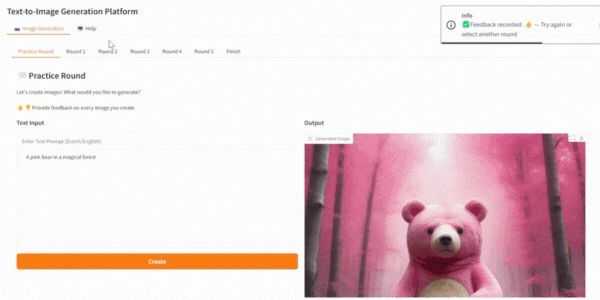 Text-to-Image Generation Platform
Image Generation
Help
Info
Feedback recorded: 👍 — Try again or
select another round
Practice Round
Round 1
Round 2
Round 3
Round 4
Round 5
Finish
Practice Round
Let's create images! What would you like to generate?
👍 👎 Provide feedback on every image you create
Text Input
Output
Enter Text Prompt (Dutch/English)
Generated Image
A pink bear in a magical forest
Create